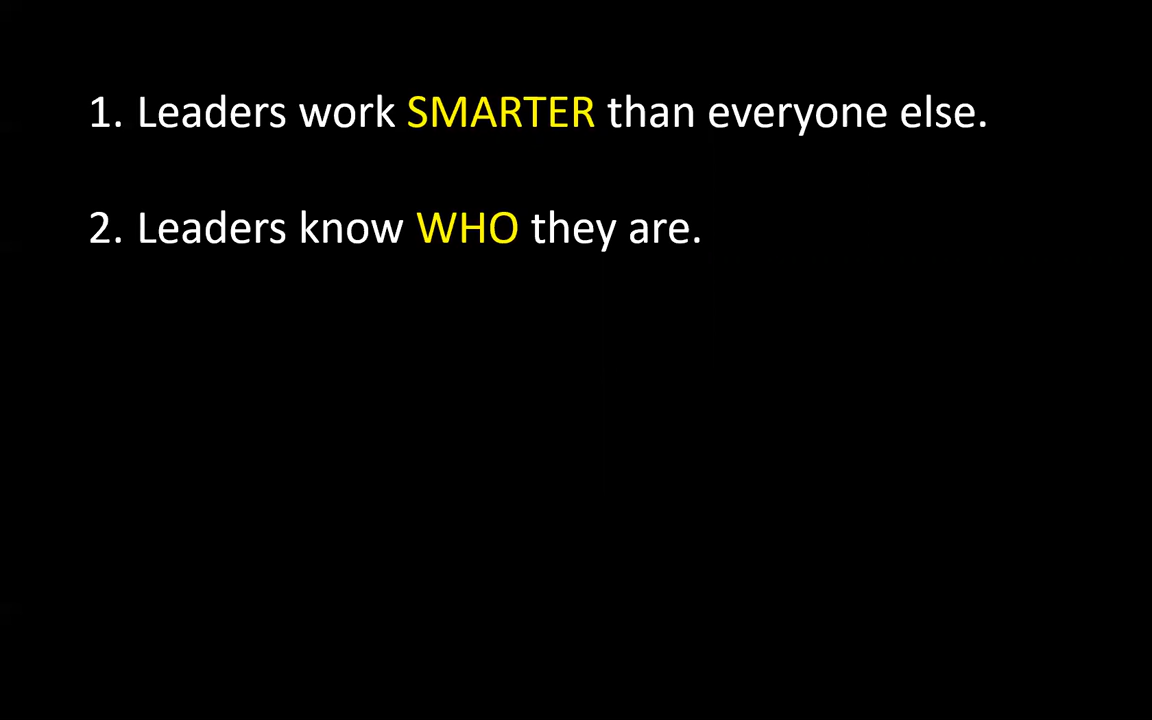 1. Leaders work SMARTER than everyone else.
2. Leaders know WHO they are.